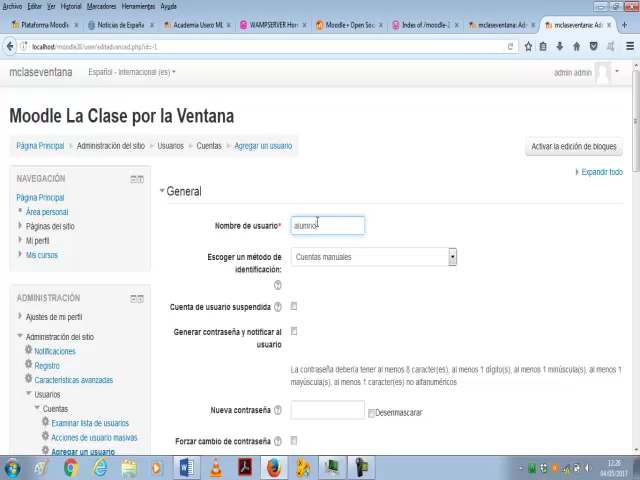 Archivo Editar Ver Historial Marcadores Herramientas Ayuda
Plataforma Moodle Noticias de España Academia Usero ML WAMPSERVER Hom Moodle • Open Sou Index of /moodle-2 mclaseventana: Ad mclaseventana: Ad
localhost/moodle28/user/editadvanced.php?id=-1
mclaseventana Español - Internacional (es) admin admin
Moodle La Clase por la Ventana
Página Principal Administración del sitio Usuarios Cuentas Agregar un usuario Activar la edición de bloques
Expandir todo
NAVEGACIÓN
Página Principal
Área personal
Páginas del sitio
Mi perfil
Mis cursos
ADMINISTRACIÓN
Ajustes de mi perfil
Administración del sitio
Notificaciones
Registro
Características avanzadas
Usuarios
Cuentas
Examinar lista de usuarios
Acciones de usuario masivas
Agregar un usuario
General
Nombre de usuario* alumno
Escoger un método de identificación: Cuentas manuales
Cuenta de usuario suspendida
Generar contraseña y notificar al
usuario
La contraseña debería tener al menos 8 caracter(es), al menos 1 dígito(s), al menos 1 minúscula(s), al menos 1
mayúscula(s), al menos 1 caracter(es) no alfanuméricos
Nueva contraseña Desenmascarar
Forzar cambio de contraseña
12:26
04/05/2017